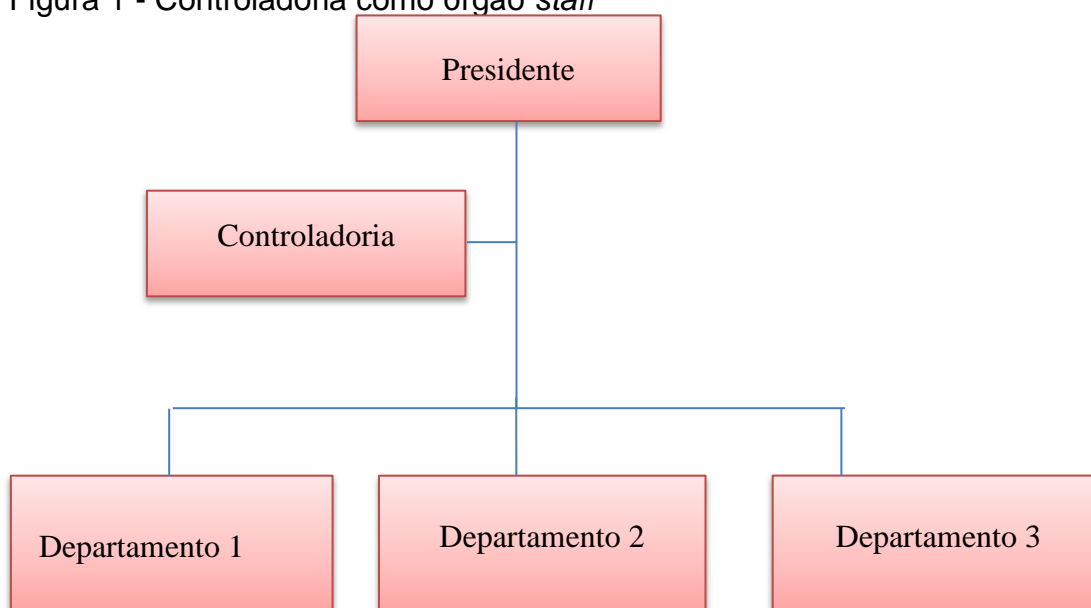 Figura 1 - Controladoria como órgão staff
Presidente
Controladoria
Departamento 1
Departamento 2
Departamento 3